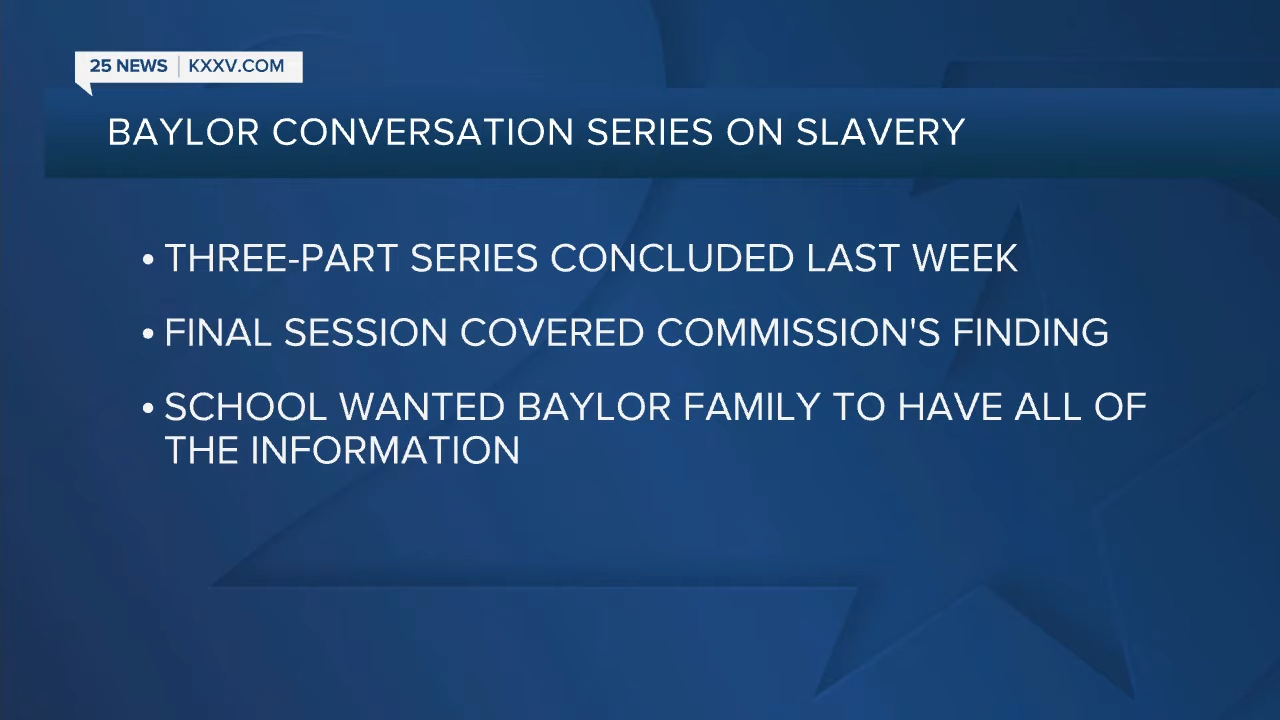 25 NEWS | KXXV.COM
BAYLOR CONVERSATION SERIES ON SLAVERY
• THREE-PART SERIES CONCLUDED LAST WEEK
• FINAL SESSION COVERED COMMISSION'S FINDING
• SCHOOL WANTED BAYLOR FAMILY TO HAVE ALL OF
THE INFORMATION